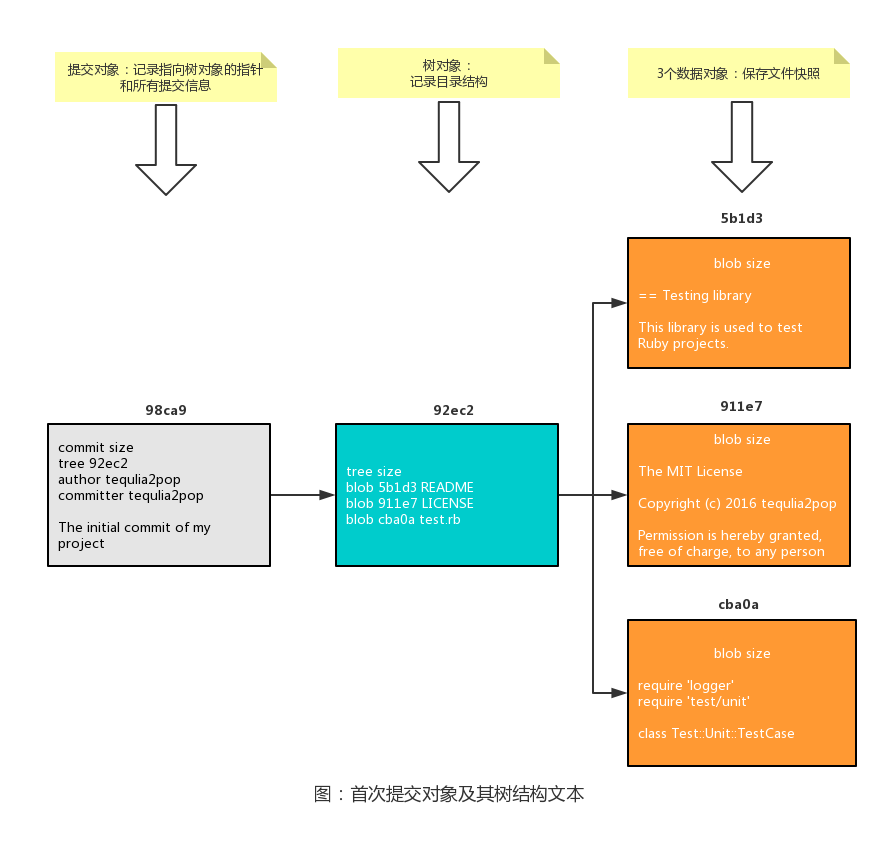 提交对象：记录指向树对象的指针
和所有提交信息
树对象：
记录目录结构
3个数据对象：保存文件快照
98ca9
commit size
tree 92ec2
author tequlia2pop
committer tequlia2pop
The initial commit of my
project
92ec2
tree size
blob 5b1d3 README
blob 911e7 LICENSE
blob cba0a test.rb
5b1d3
blob size
== Testing library
This library is used to test
Ruby projects.
911e7
blob size
The MIT License
Copyright (c) 2016 tequlia2pop
Permission is hereby granted,
free of charge, to any person
cba0a
blob size
require 'logger'
require 'test/unit'
class Test::Unit::TestCase
图：首次提交对象及其树结构文本